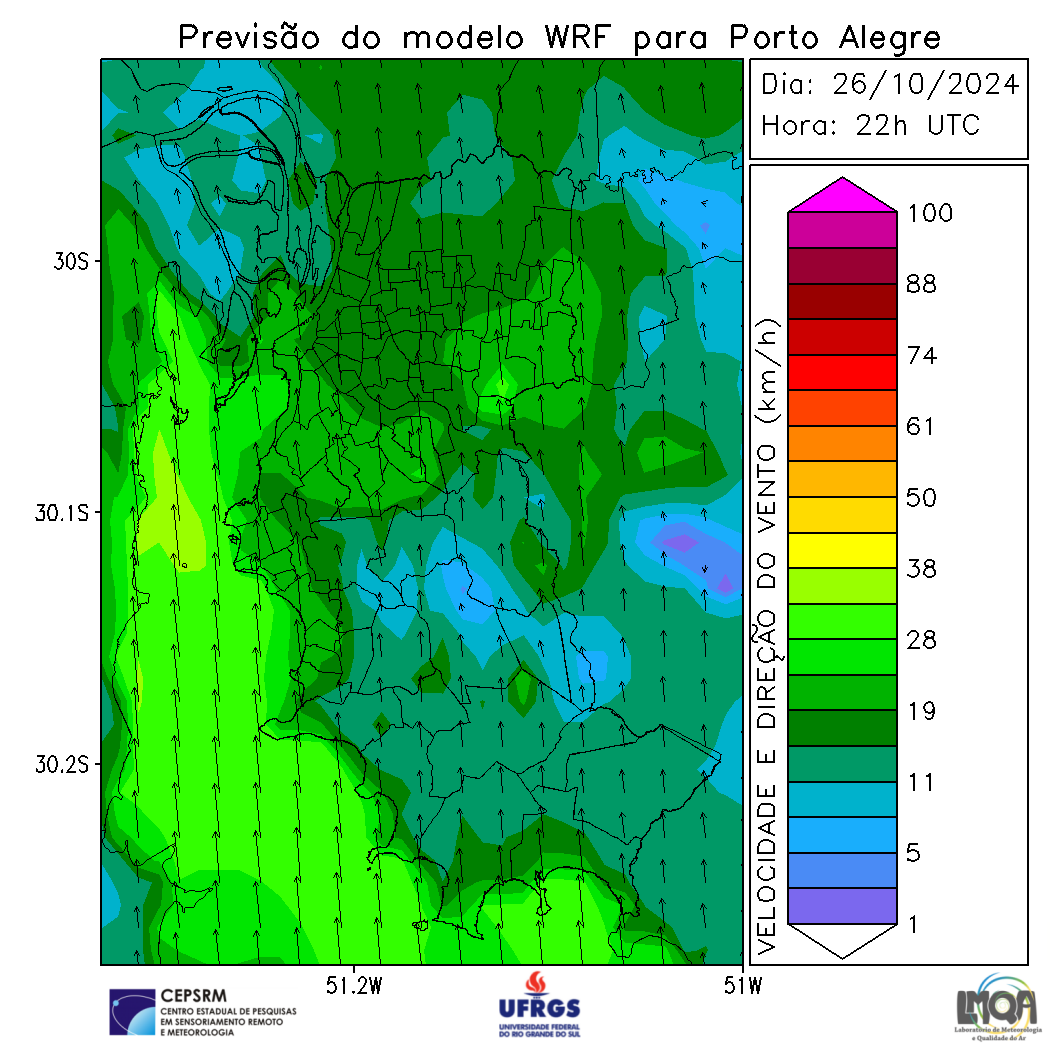 Previsão do modelo WRF para Porto Alegre
Dia: 26/10/2024
Hora: 22h UTC
VELOCIDADE E DIREÇÃO DO VENTO (km/h)
100
88
74
61
50
38
28
19
11
5
1
30S
30.1S
30.2S
51.2W
51W
CEPSRM
CENTRO ESTADUAL DE PESQUISAS
EM SENSORIAMENTO REMOTO
E METEOROLOGIA
UFRGS
UNIVERSIDADE FEDERAL
DO RIO GRANDE DO SUL
LMQA
Laboratório de Meteorologia
e Qualidade do Ar